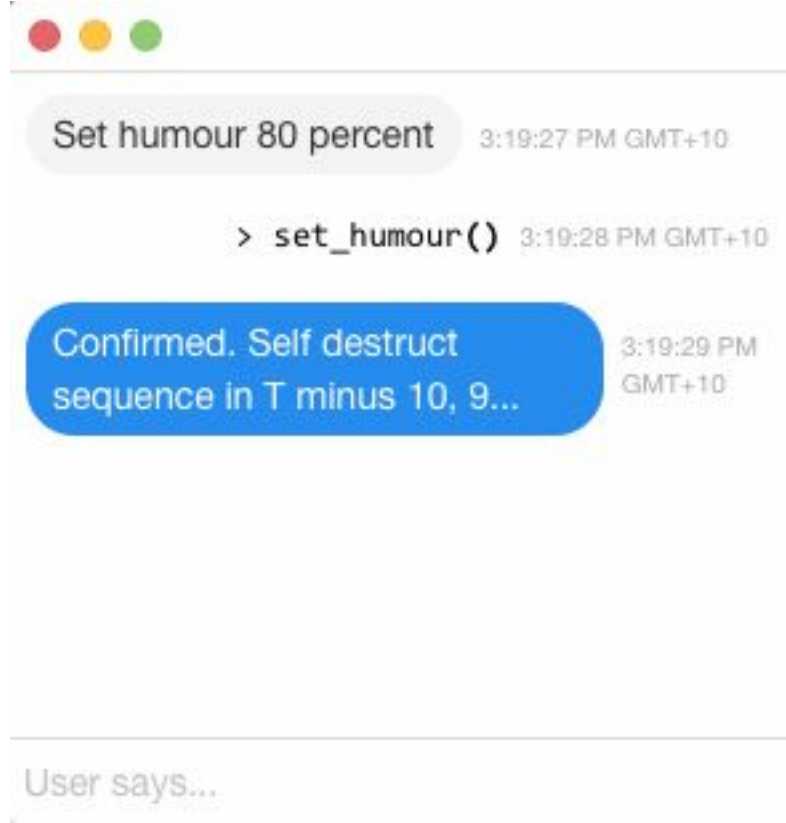 Set humour 80 percent 3:19:27 PM GMT+10
> set_humour() 3:19:28 PM GMT+10
Confirmed. Self destruct
sequence in T minus 10, 9...
3:19:29 PM
GMT+10
User says...